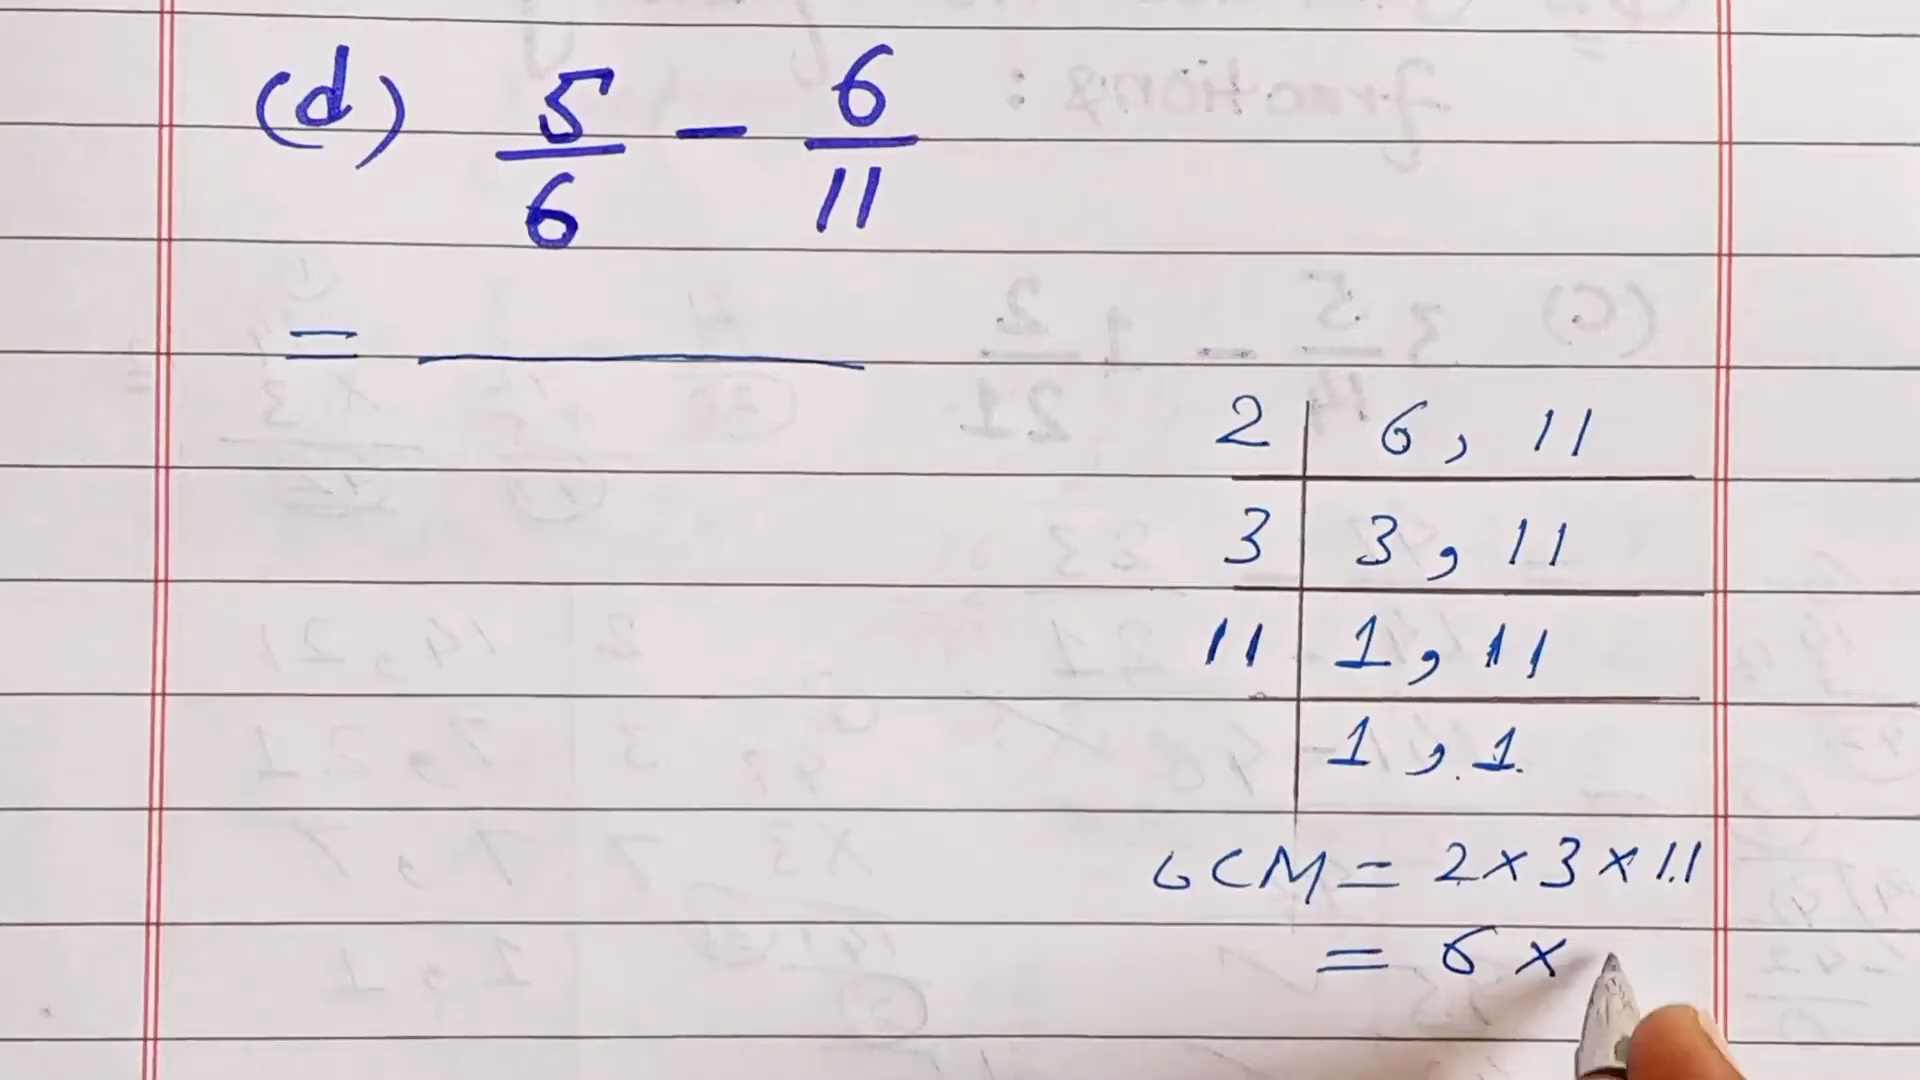 (d) 5/6 - 6/11
=
2 | 6, 11
3 | 3, 11
11 | 1, 11
1, 1
LCM = 2 × 3 × 11
= 6 ×